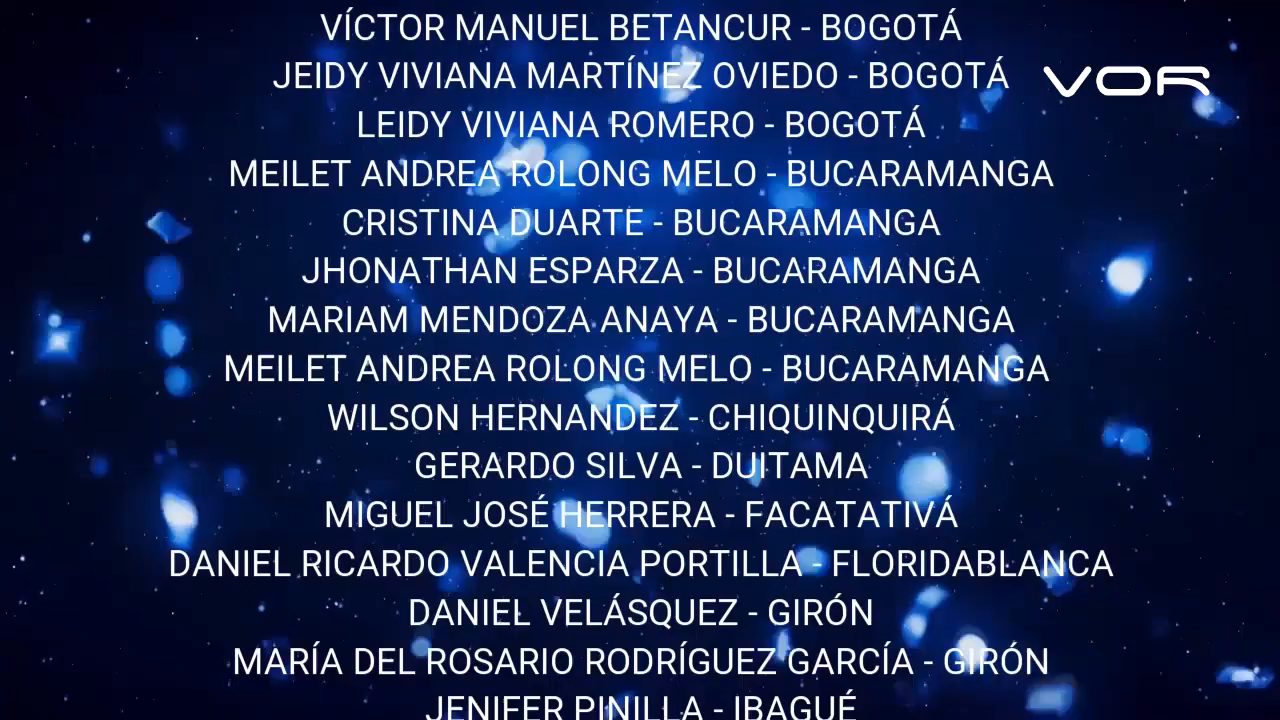 VÍCTOR MANUEL BETANCUR - BOGOTÁ
JEIDY VIVIANA MARTÍNEZ OVIEDO - BOGOTÁ
VOR
LEIDY VIVIANA ROMERO - BOGOTÁ
MEILET ANDREA ROLONG MELO - BUCARAMANGA
CRISTINA DUARTE - BUCARAMANGA
JHONATHAN ESPARZA - BUCARAMANGA
MARIAM MENDOZA ANAYA - BUCARAMANGA
MEILET ANDREA ROLONG MELO - BUCARAMANGA
WILSON HERNANDEZ - CHIQUINQUIRÁ
GERARDO SILVA - DUITAMA
MIGUEL JOSÉ HERRERA - FACATATIVÁ
DANIEL RICARDO VALENCIA PORTILLA - FLORIDABLANCA
DANIEL VELÁSQUEZ - GIRÓN
MARÍA DEL ROSARIO RODRÍGUEZ GARCÍA - GIRÓN
JENIFER PINILLA - IBAGUÉ